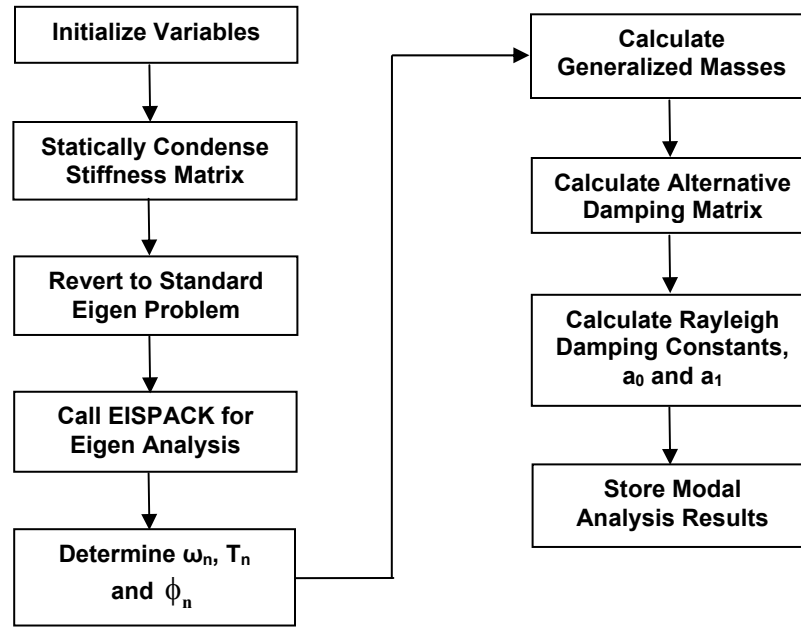 Initialize Variables
Statically Condense
Stiffness Matrix
Revert to Standard
Eigen Problem
Call EISPACK for
Eigen Analysis
Determine ωₙ, Tₙ
and ϕₙ
Calculate
Generalized Masses
Calculate Alternative
Damping Matrix
Calculate Rayleigh
Damping Constants,
a₀ and a₁
Store Modal
Analysis Results